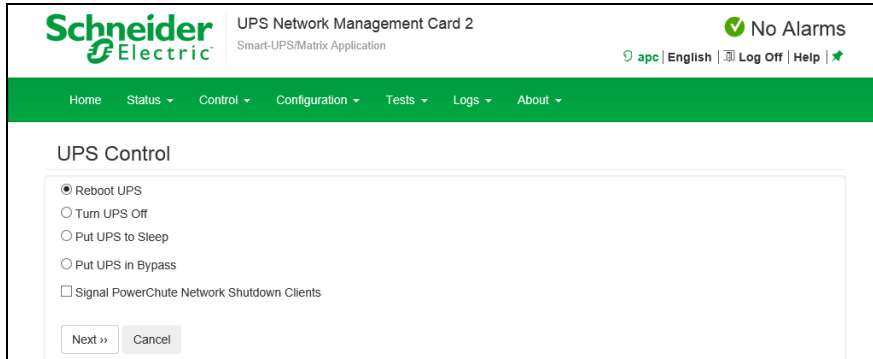 Schneider Electric
UPS Network Management Card 2
Smart-UPS/Matrix Application
No Alarms
apc | English | Log Off | Help |
Home Status Control Configuration Tests Logs About
UPS Control
Reboot UPS
Turn UPS Off
Put UPS to Sleep
Put UPS in Bypass
Signal PowerChute Network Shutdown Clients
Next ›› Cancel